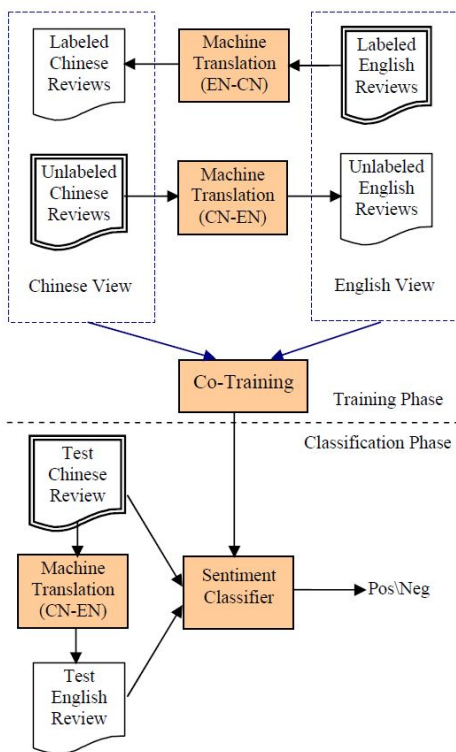 Labeled
Chinese
Reviews
Machine
Translation
(EN-CN)
Labeled
English
Reviews
Unlabeled
Chinese
Reviews
Machine
Translation
(CN-EN)
Unlabeled
English
Reviews
Chinese View
English View
Co-Training
Training Phase
Classification Phase
Test
Chinese
Review
Machine
Translation
(CN-EN)
Sentiment
Classifier
Pos\Neg
Test
English
Review